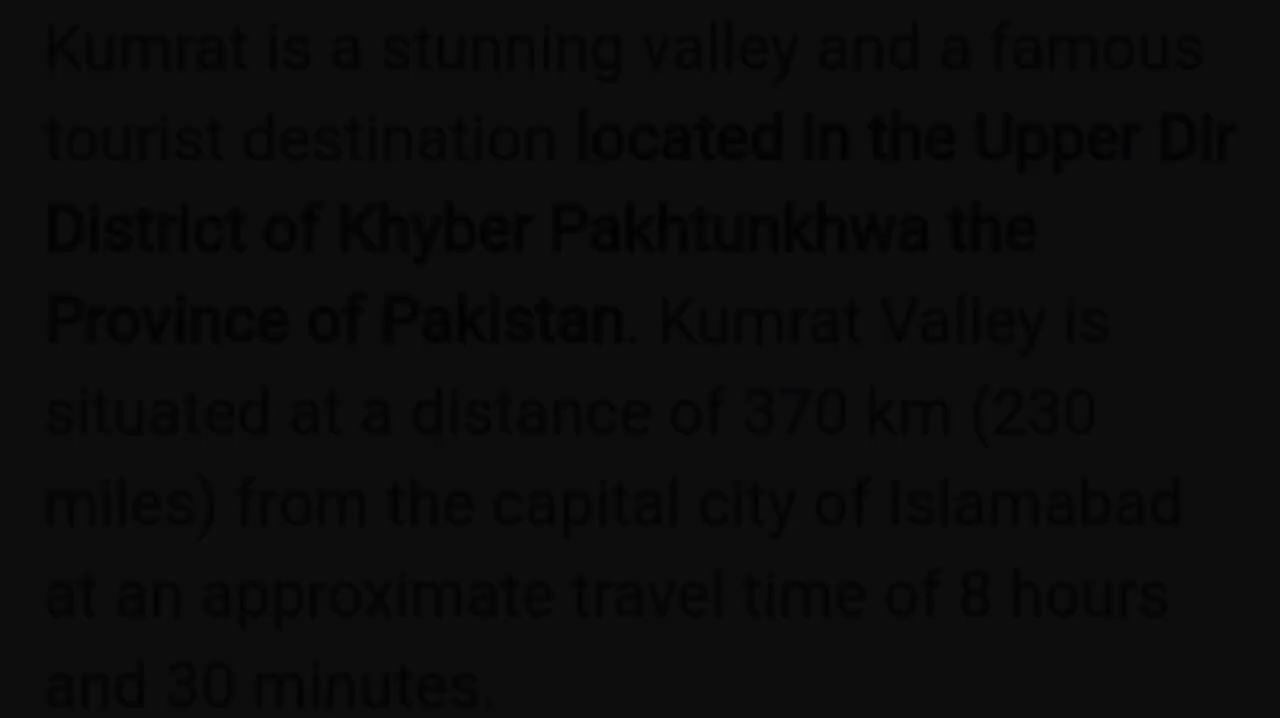 Kumrat is a stunning valley and a famous
tourist destination located in the Upper Dir
District of Khyber Pakhtunkhwa the
Province of Pakistan. Kumrat Valley is
situated at a distance of 370 km (230
miles) from the capital city of Islamabad
at an approximate travel time of 8 hours
and 30 minutes.